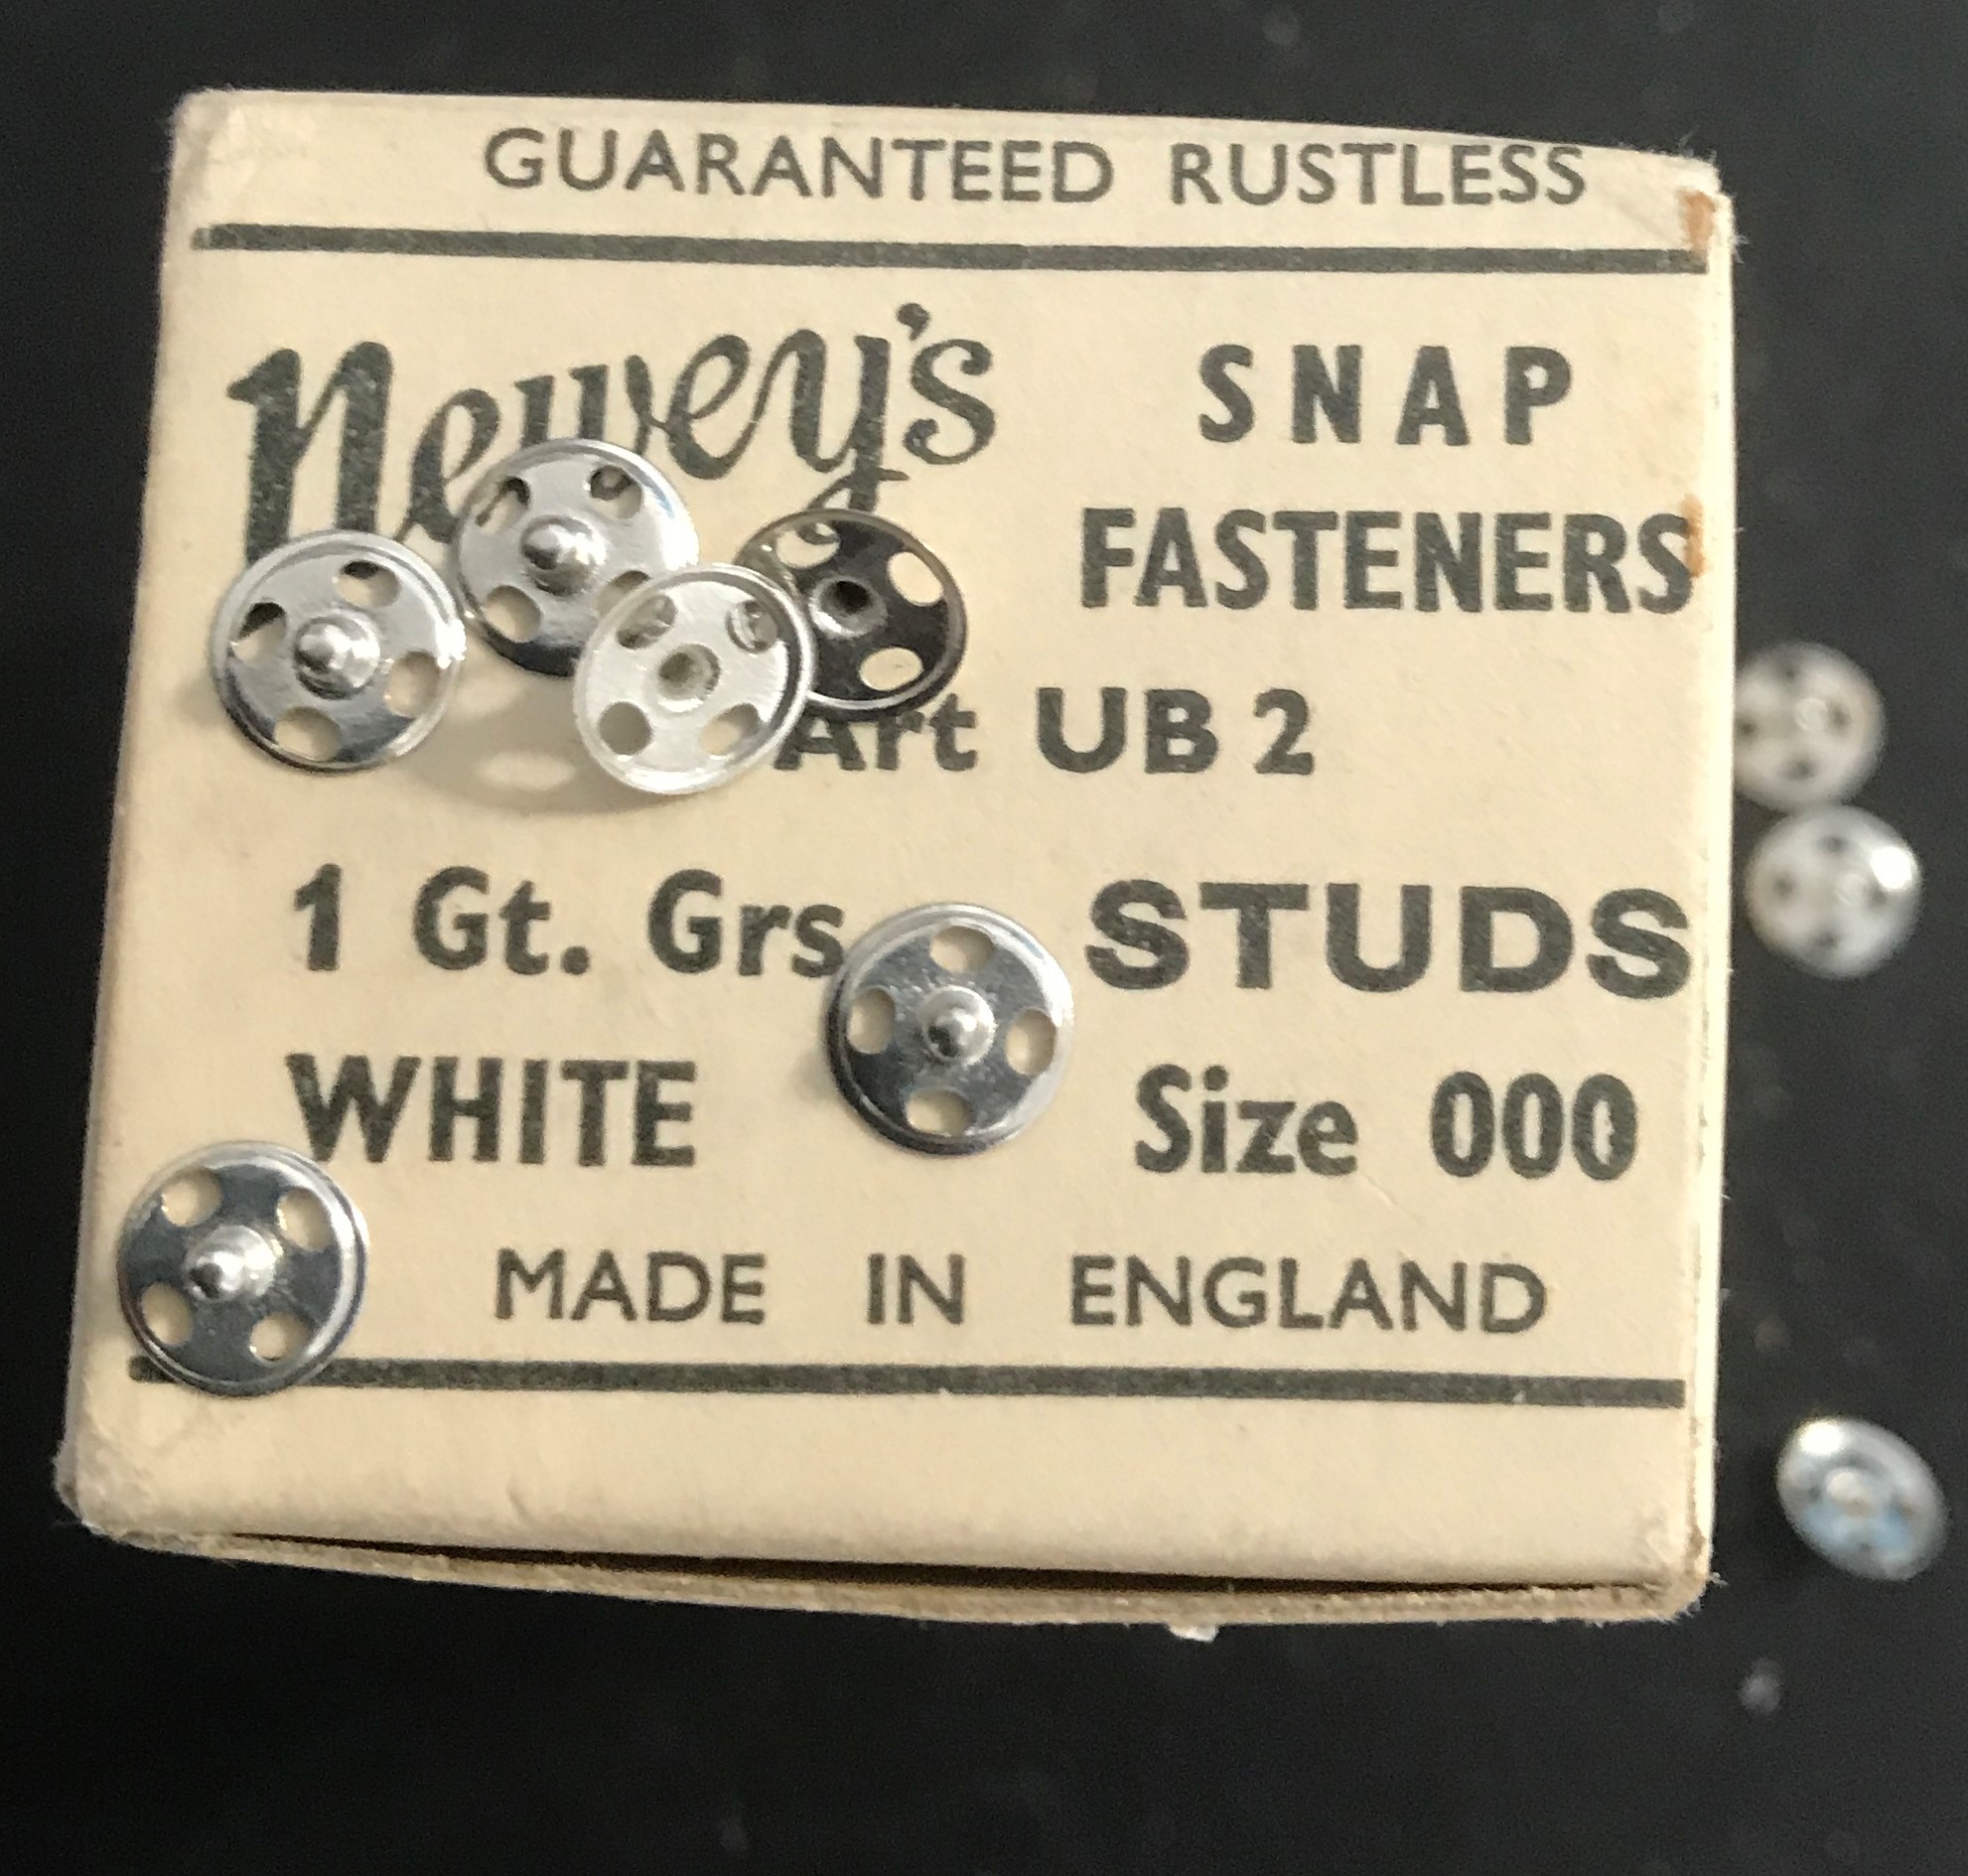 GUARANTEED RUSTLESS
Newey's SNAP
FASTENERS
Art UB 2
1 Gt. Grs STUDS
WHITE Size 000
MADE IN ENGLAND